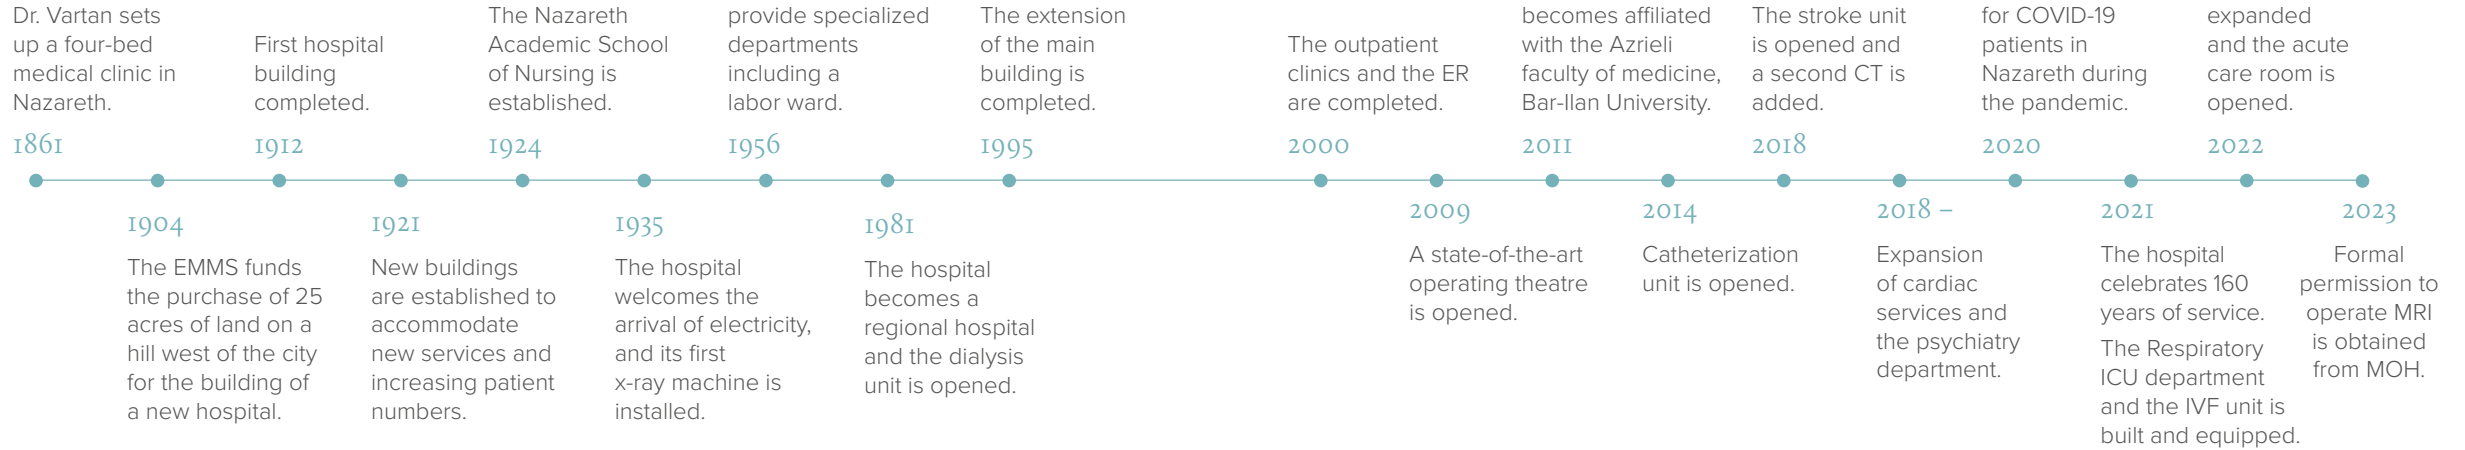 Dr. Vartan sets
up a four-bed
medical clinic in
Nazareth.
1861
The EMMS funds
the purchase of 25
acres of land on a
hill west of the city
for the building of
a new hospital.
1904
First hospital
building
completed.
1912
1921
New buildings
are established to
accommodate
new services and
increasing patient
numbers.
The Nazareth
Academic School
of Nursing is
established.
1924
1935
The hospital
welcomes the
arrival of electricity,
and its first
x-ray machine is
installed.
provide specialized
departments
including a
labor ward.
1956
1981
The hospital
becomes a
regional hospital
and the dialysis
unit is opened.
The extension
of the main
building is
completed.
1995
The outpatient
clinics and the ER
are completed.
2000
2009
A state-of-the-art
operating theatre
is opened.
becomes affiliated
with the Azrieli
faculty of medicine,
Bar-Ilan University.
2011
2014
Catheterization
unit is opened.
The stroke unit
is opened and
a second CT is
added.
2018
2018 –
Expansion
of cardiac
services and
the psychiatry
department.
for COVID-19
patients in
Nazareth during
the pandemic.
2020
2021
The hospital
celebrates 160
years of service.
The Respiratory
ICU department
and the IVF unit is
built and equipped.
expanded
and the acute
care room is
opened.
2022
2023
Formal
permission to
operate MRI
is obtained
from MOH.